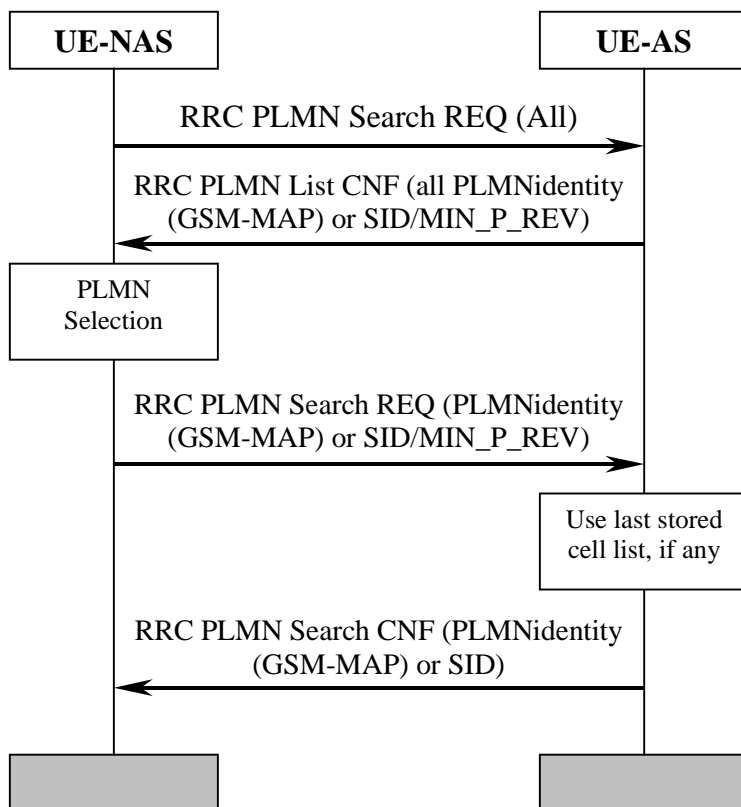 UE-NAS
UE-AS
RRC PLMN Search REQ (All)
RRC PLMN List CNF (all PLMNidentity
(GSM-MAP) or SID/MIN_P_REV)
PLMN
Selection
RRC PLMN Search REQ (PLMNidentity
(GSM-MAP) or SID/MIN_P_REV)
Use last stored
cell list, if any
RRC PLMN Search CNF (PLMNidentity
(GSM-MAP) or SID)